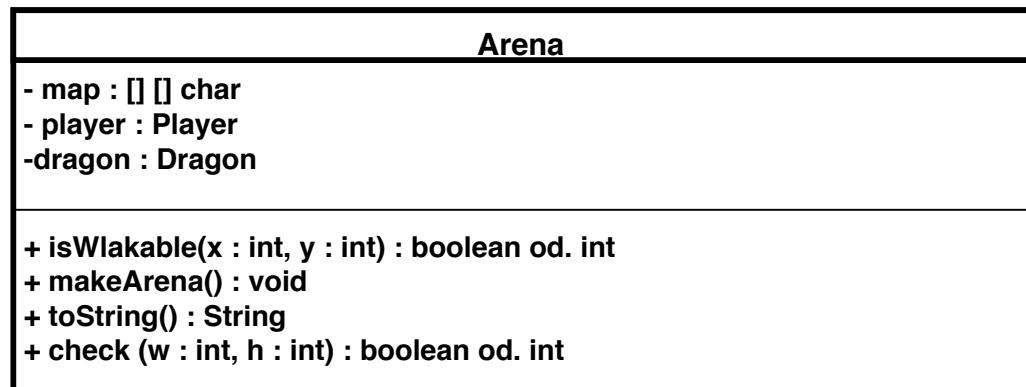 Arena
- map : [] [] char
- player : Player
-dragon : Dragon
+ isWlakable(x : int, y : int) : boolean od. int
+ makeArena() : void
+ toString() : String
+ check (w : int, h : int) : boolean od. int